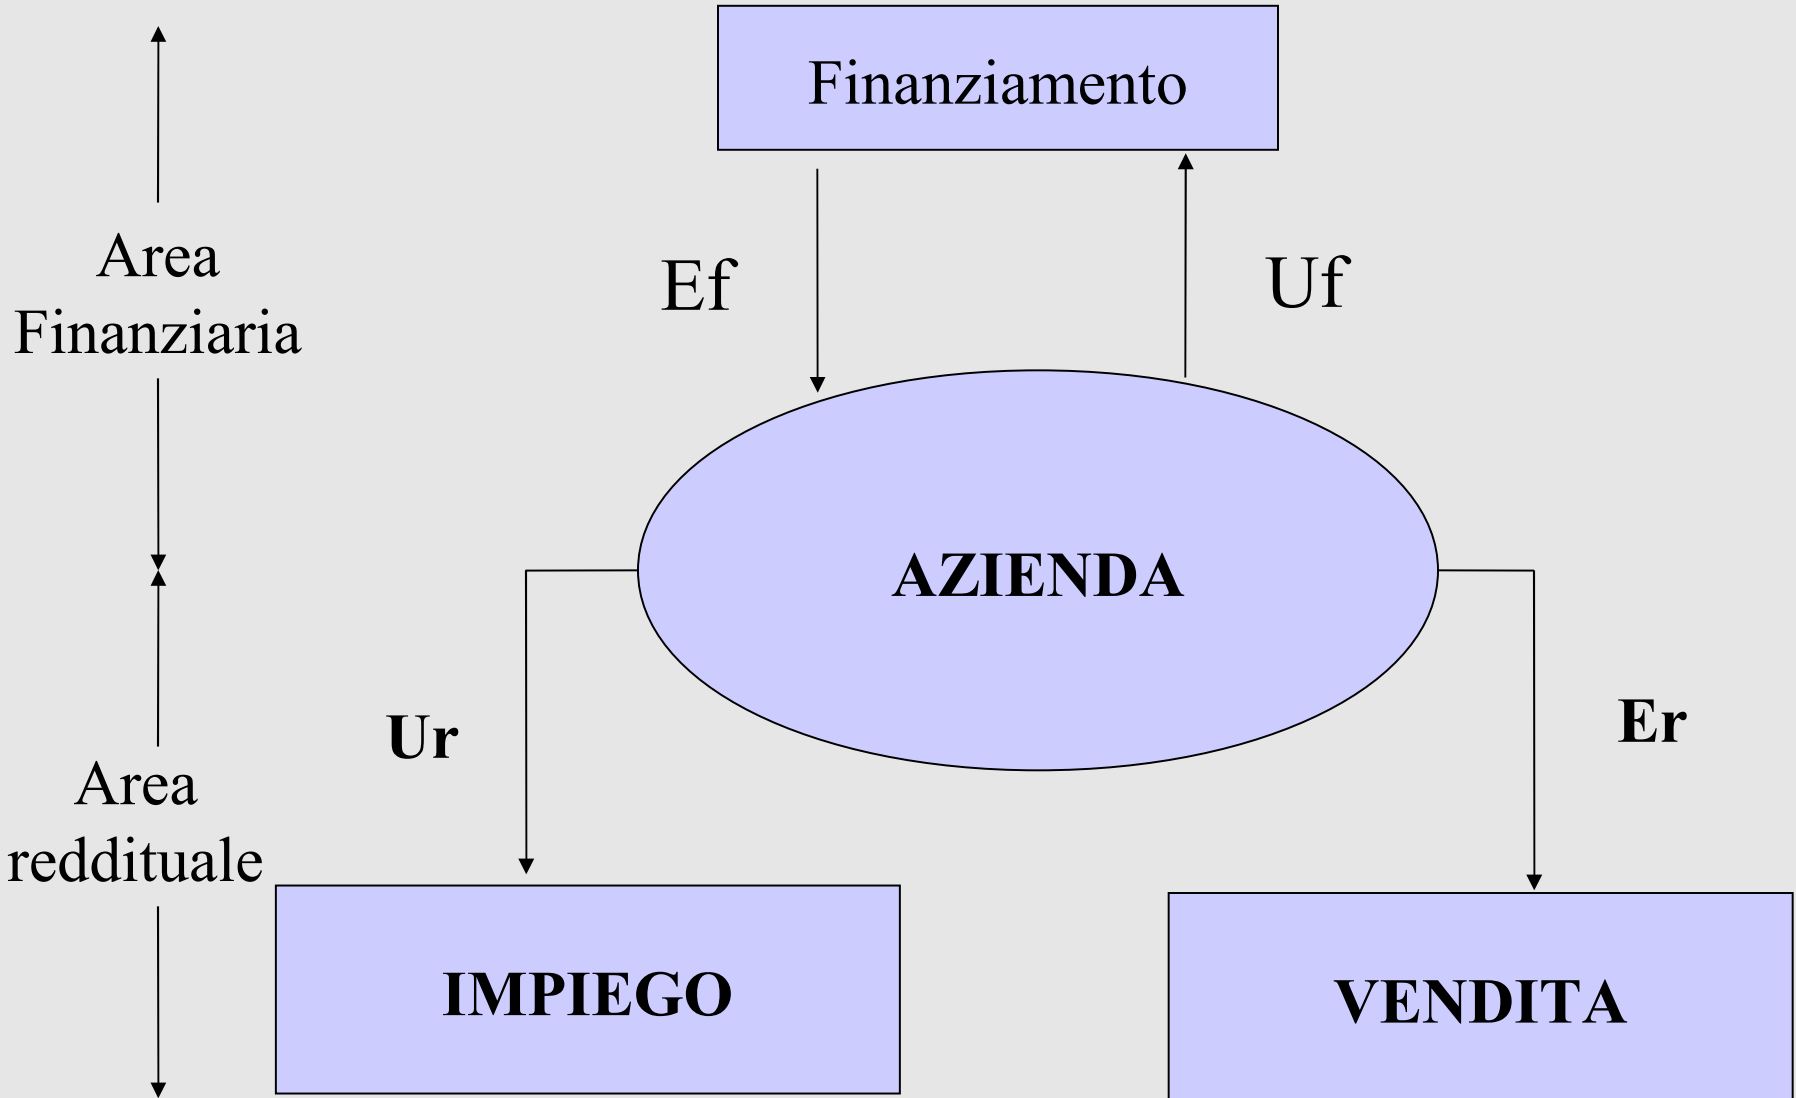 Finanziamento
Area
Finanziaria
Ef
Uf
AZIENDA
Ur
Er
Area
reddituale
IMPIEGO
VENDITA